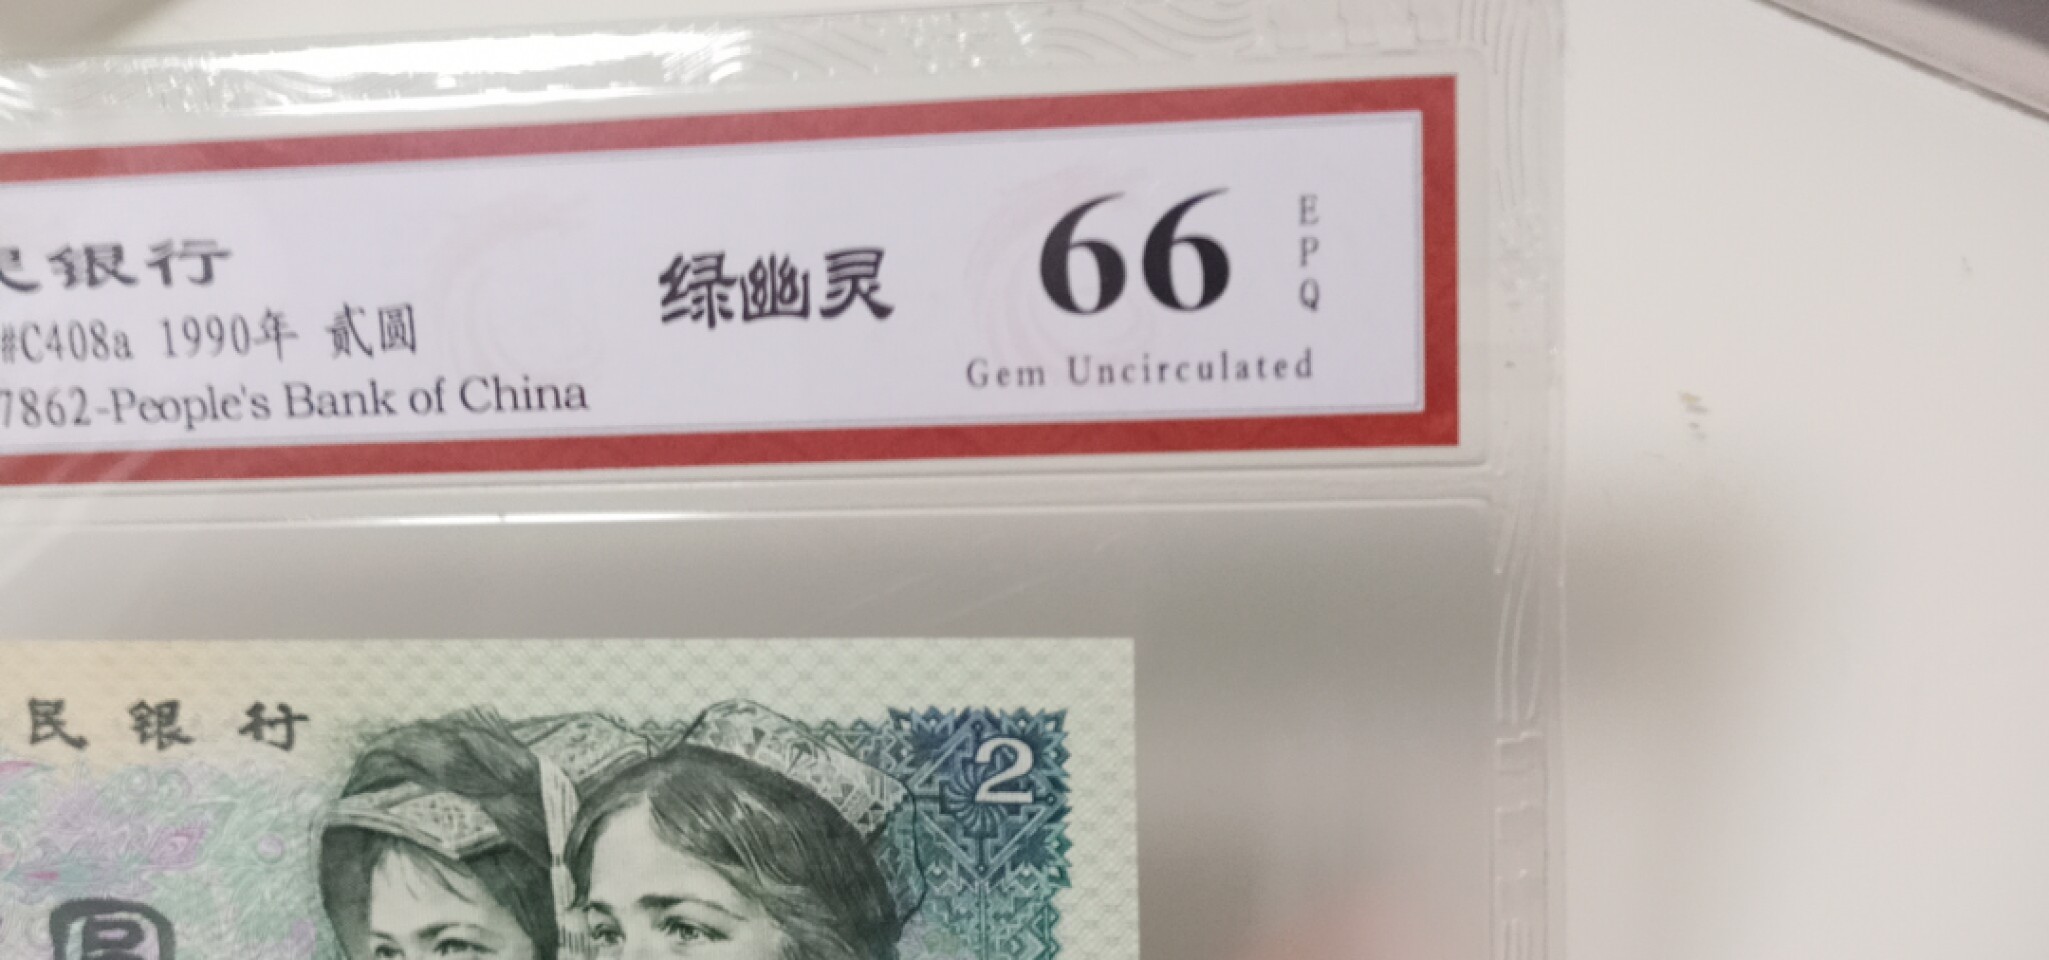 民银行
#C408a 1990年 贰圆
7862-People's Bank of China
绿幽灵
66
EPQ
Gem Uncirculated
民银行
2
圆